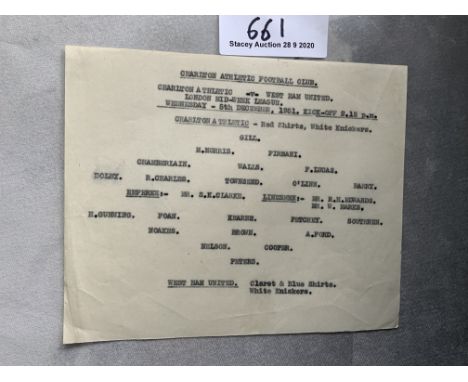 661
Stacey Auction 28 9 2020
CHARLTON ATHLETIC FOOTBALL CLUB.
CHARLTON ATHLETIC -v- WEST HAM UNITED.
LONDON MID-WEEK LEAGUE.
WEDNESDAY - 5th DECEMBER, 1951. KICK-OFF 2.15 p.m.
CHARLTON ATHLETIC - Red Shirts, White Knickers.
GILL.
H.NORRIS. FIRMANI.
CHAMBERLAIN. WALLS. F.LUCAS.
DOLBY. R.CHARLES. TOWNSEND. O'LINN. BARRY.
REFEREE:- MR. S.E.CLARKE. LINESMEN:- MR. R.H.EDWARDS.
MR. W. MARKS.
H.GUNNING. FOAN. KEARNS. PETCHEY. SOUTHREN.
NOAKES. BROWN. A.FORD.
NELSON. COOPER.
PETERS.
WEST HAM UNITED. Claret & Blue Shirts.
White Knickers.